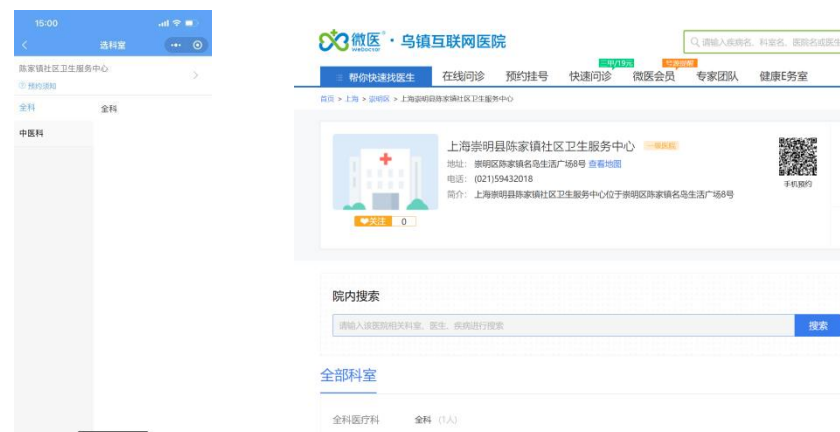 15:00
选科室
陈家镇社区卫生服务中心
预约须知
全科
全科
中医科
微医
WeDoctor
· 乌镇互联网医院
请输入疾病名、科室名、医院名或医生
帮你快速找医生
在线问诊
预约挂号
快速问诊
三甲/19元
微医会员
专家团队
健康E务室
首页 > 上海 > 崇明区 > 上海崇明县陈家镇社区卫生服务中心
上海崇明县陈家镇社区卫生服务中心
一级医院
地址: 崇明区陈家镇名岛生活广场8号 查看地图
电话: (021)59432018
简介: 上海崇明县陈家镇社区卫生服务中心位于崇明区陈家镇名岛生活广场8号
手机预约
关注 0
院内搜索
请输入该医院相关科室、医生、疾病进行搜索
搜索
全部科室
全科医疗科 全科 (1人)